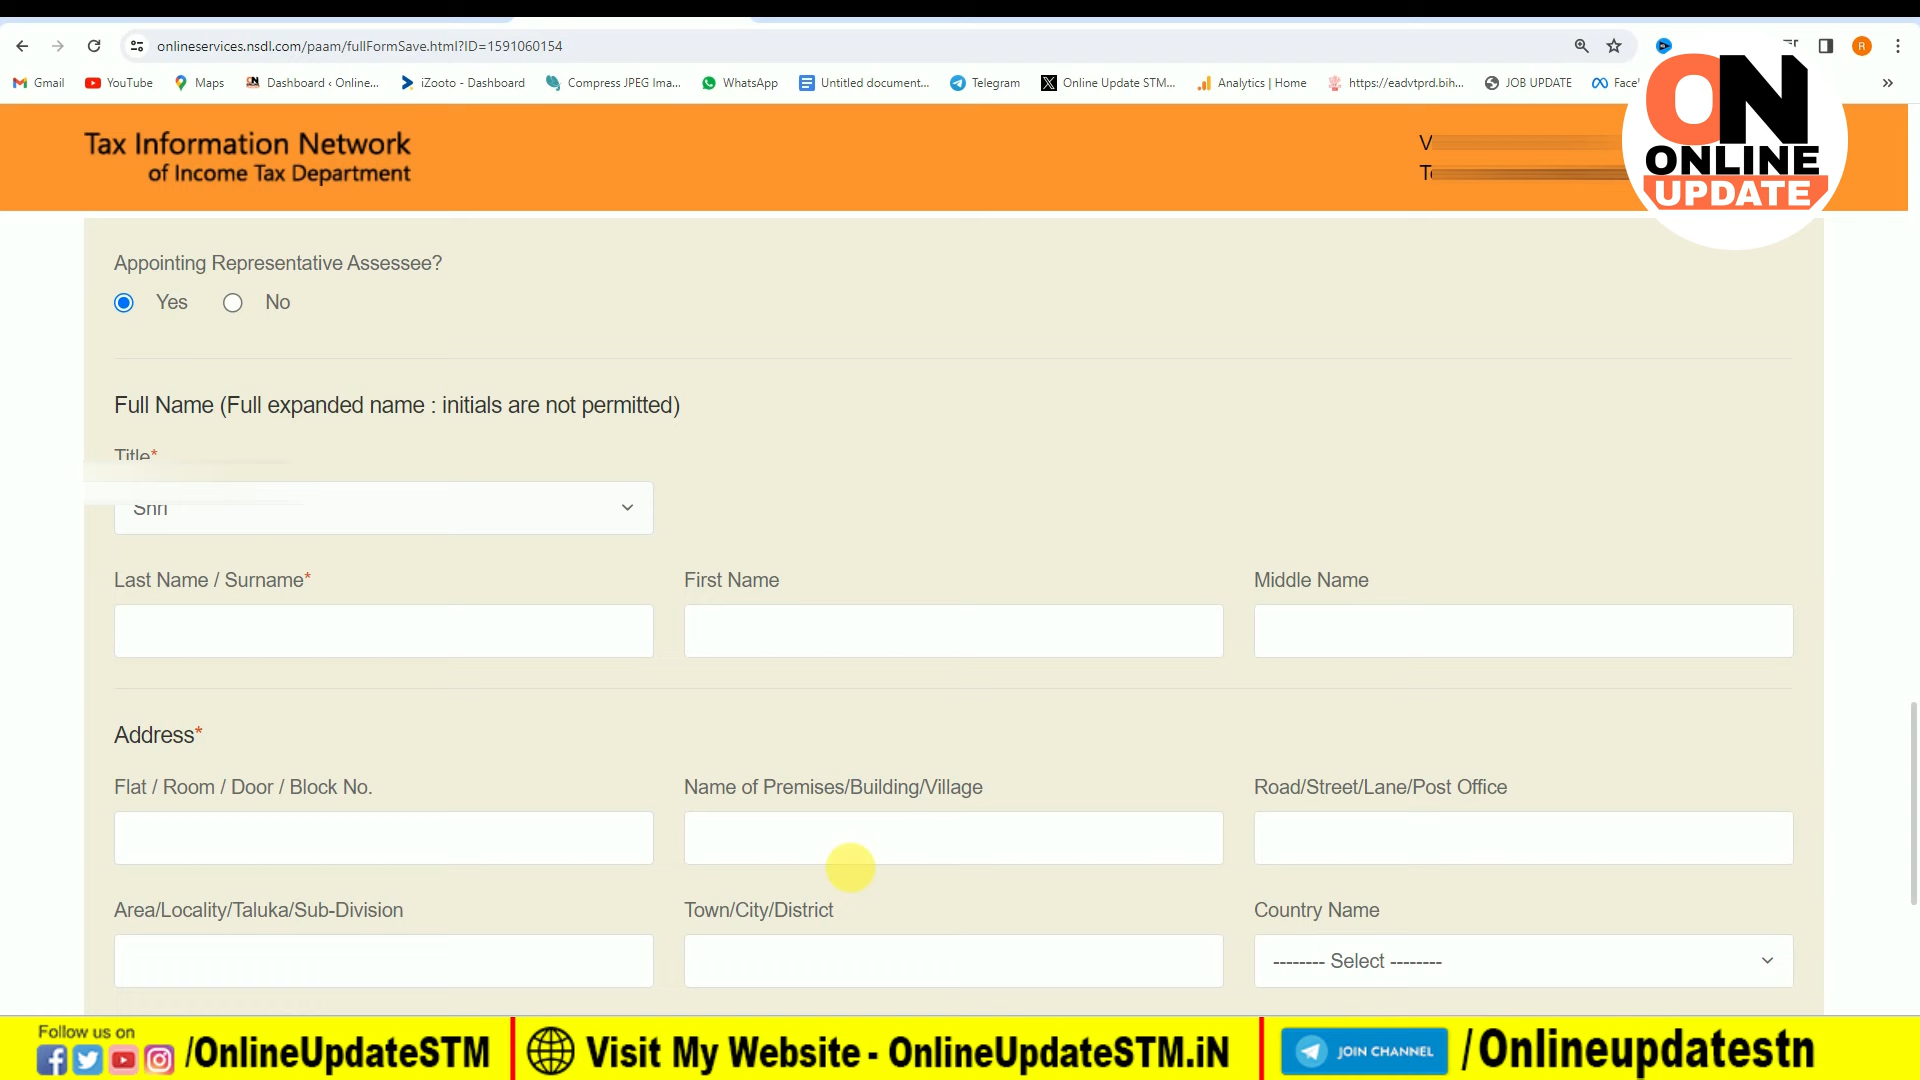 onlineservices.nsdl.com/paam/fullFormSave.html?ID=1591060154
R
Gmail
YouTube
Maps
Dashboard ‹ Online...
iZooto - Dashboard
Compress JPEG Ima...
WhatsApp
Untitled document...
Telegram
Online Update STM...
Analytics | Home
https://eadvtprd.bih...
JOB UPDATE
»
Tax Information Network
of Income Tax Department
ON
ONLINE
UPDATE
Appointing Representative Assessee?
Yes No
Full Name (Full expanded name : initials are not permitted)
Title*
Shri
Last Name / Surname* First Name Middle Name
Address*
Flat / Room / Door / Block No. Name of Premises/Building/Village Road/Street/Lane/Post Office
Area/Locality/Taluka/Sub-Division Town/City/District Country Name
-------- Select --------
Follow us on
/OnlineUpdateSTM
Visit My Website - OnlineUpdateSTM.iN
JOIN CHANNEL
/Onlineupdatestn